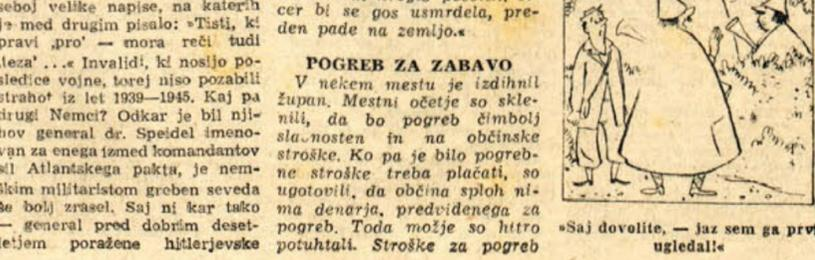 seboj velike napise, na katerih
je med drugim pisalo: »Tisti, ki
pravi ‚pro' — mora reči tudi
‚teza' . . .« Invalidi, ki nosijo po-
sledice vojne, torej niso pozabili
strahot iz let 1939—1945. Kaj pa
drugi Nemci? Odkar je bil nji-
hov general dr. Speidel imeno-
van za enega izmed komandantov
sil Atlantskega pakta, je nem-
škim militaristom greben seveda
še bolj zrasel. Saj ni kar tako
— general pred dobrim deset-
letjem poražene hitlerjevske
cer bi se gos usmrdela, pre-
den pade na zemljo.«
POGREB ZA ZABAVO
V nekem mestu je izdihnil
župan. Mestni očetje so skle-
nili, da bo pogreb čimbolj
slavnosten in na občinske
stroške. Ko pa je bilo pogreb-
ne stroške treba plačati, so
ugotovili, da občina sploh ni-
ma denarja, predvidenega za
pogreb. Toda možje so hitro
potuhtali. Stroške za pogreb
»Saj dovolite, — jaz sem ga prvi
ugledal!«